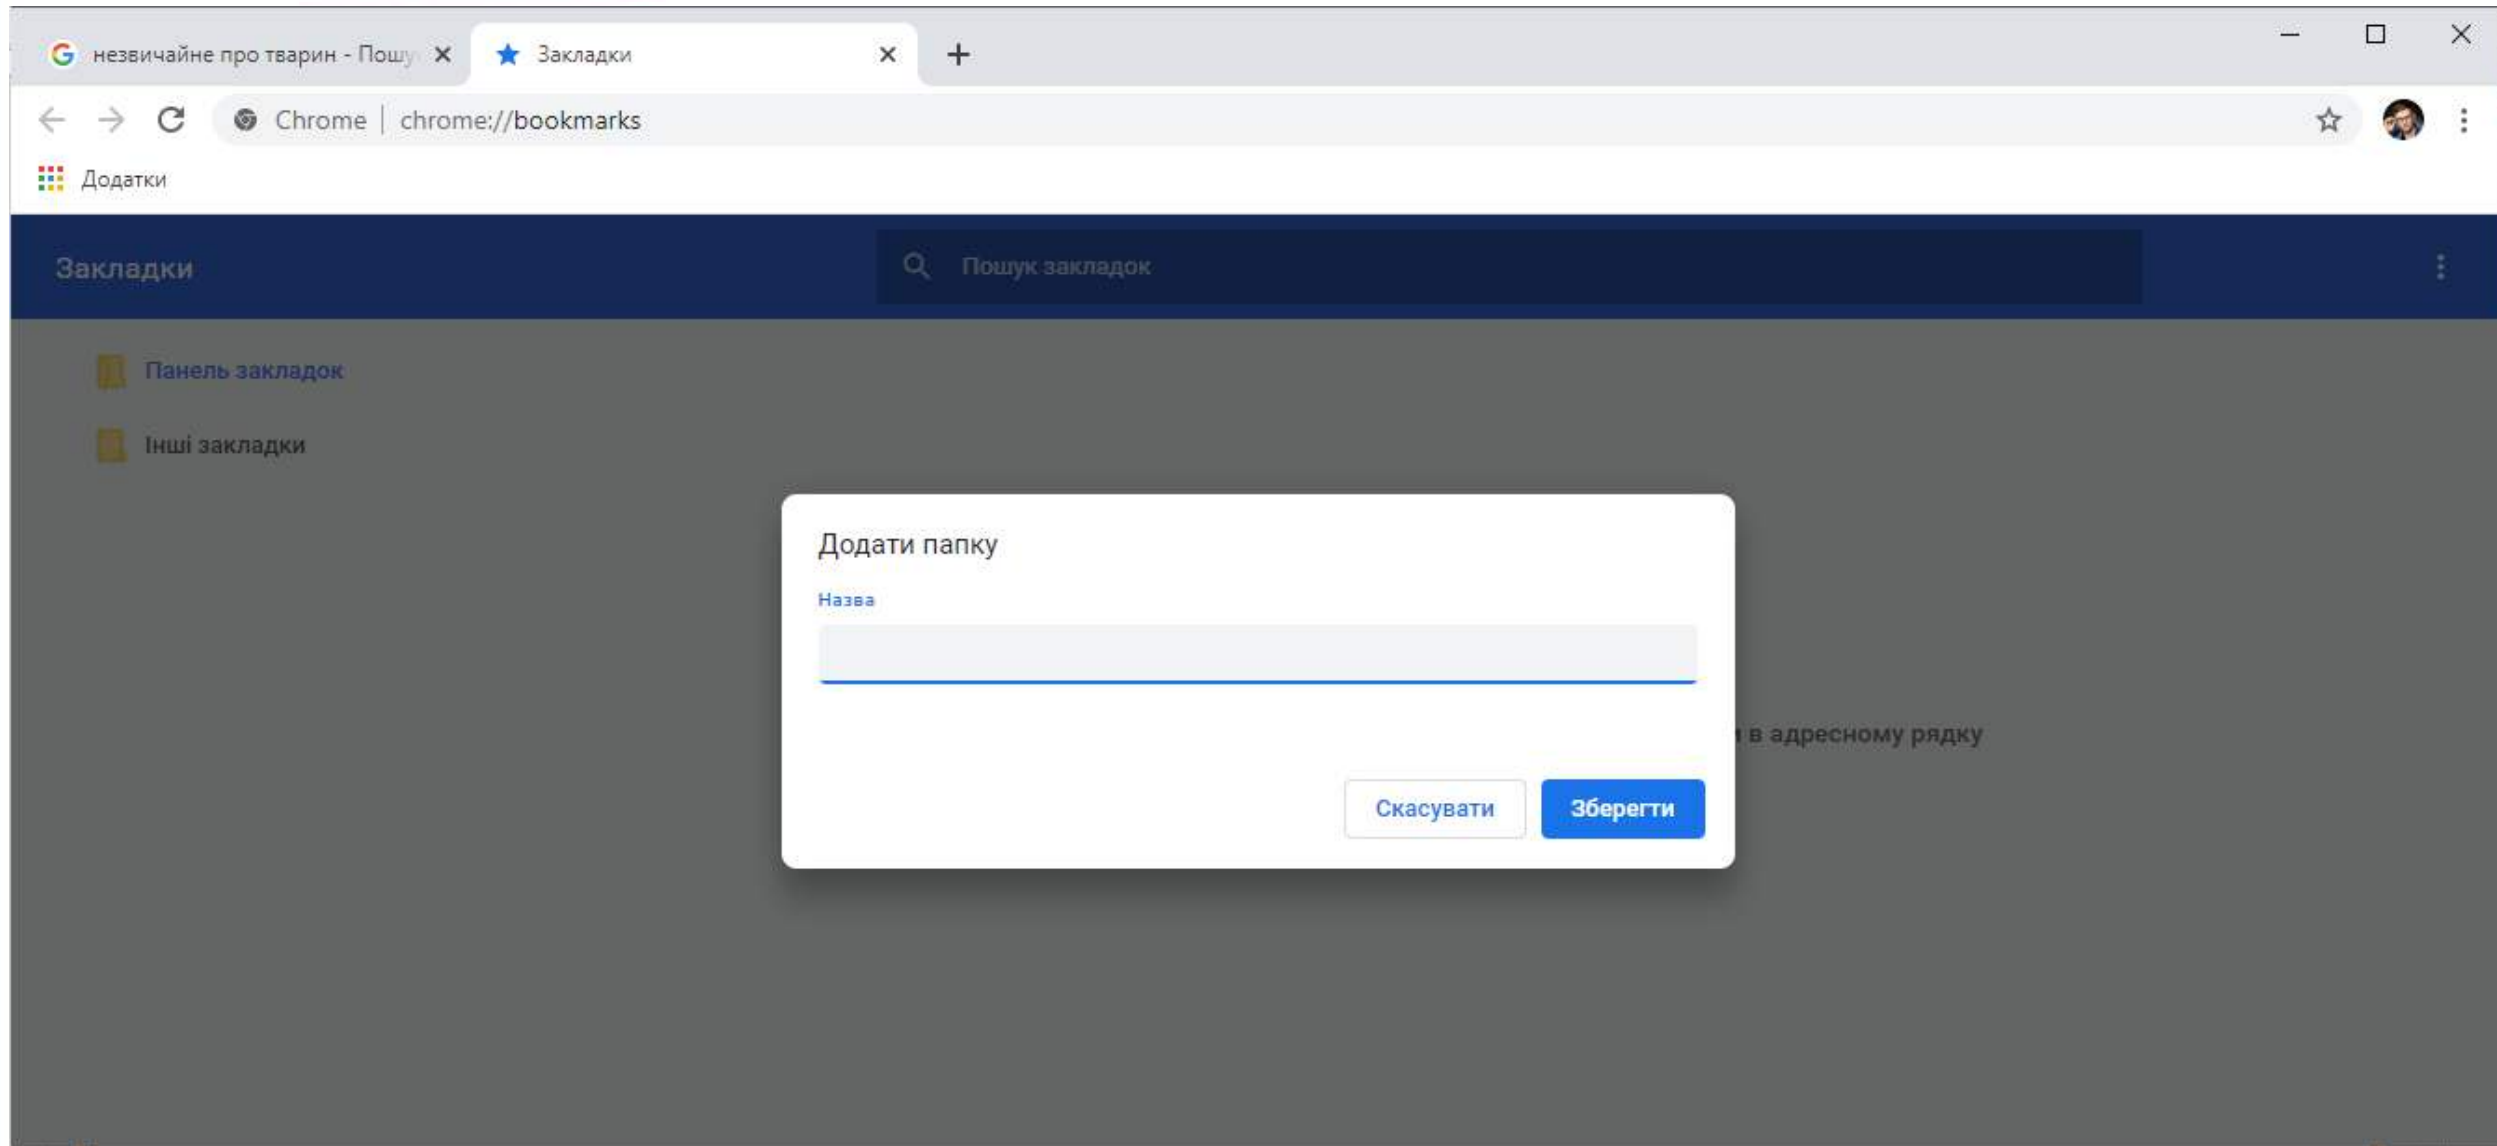 незвичайне про тварин - Пошу
Закладки
Chrome | chrome://bookmarks
Додатки
Закладки
Пошук закладок
Панель закладок
Інші закладки
Додати папку
Назва
в адресному рядку
Скасувати
Зберегти